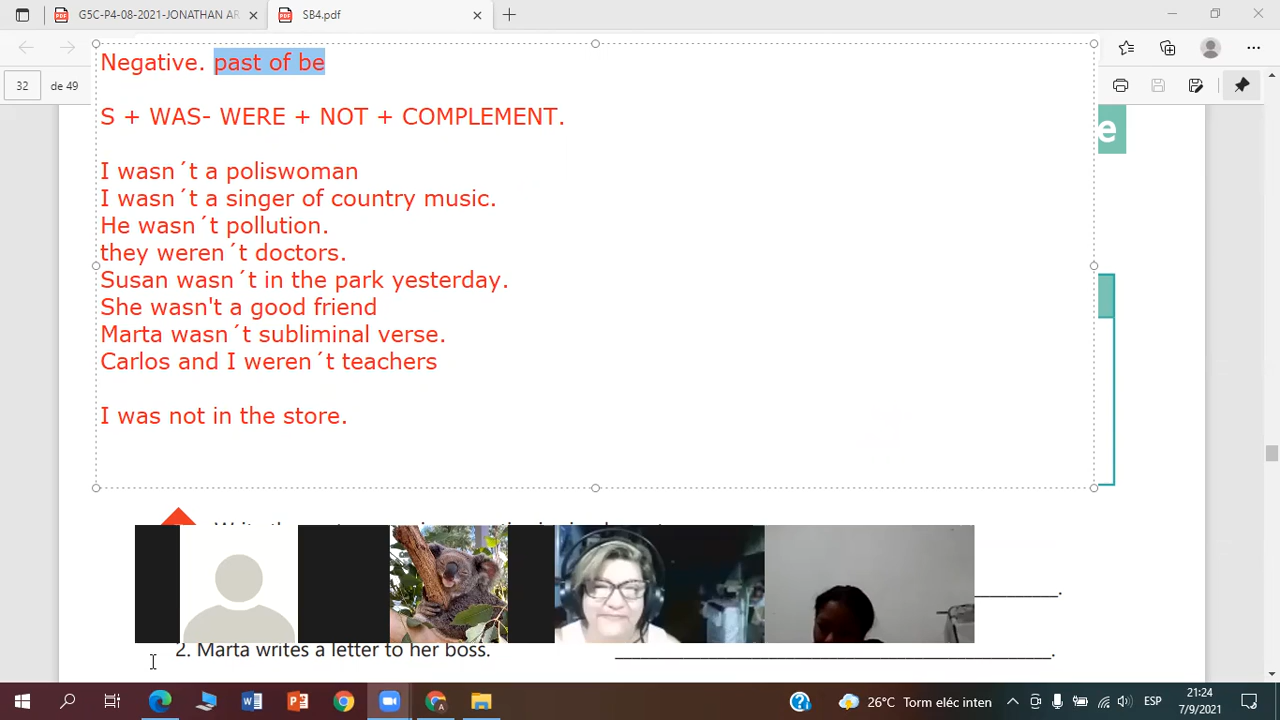 G5C-P4-08-2021-JONATHAN AR
SB4.pdf
32
de 49
Negative. past of be
e
S + WAS- WERE + NOT + COMPLEMENT.
I wasn´t a poliswoman
I wasn´t a singer of country music.
He wasn´t pollution.
they weren´t doctors.
Susan wasn´t in the park yesterday.
She wasn't a good friend
Marta wasn´t subliminal verse.
Carlos and I weren´t teachers
I was not in the store.
2. Marta writes a letter to her boss.
26°C Torm eléc inten
ESP
21:24
7/9/2021